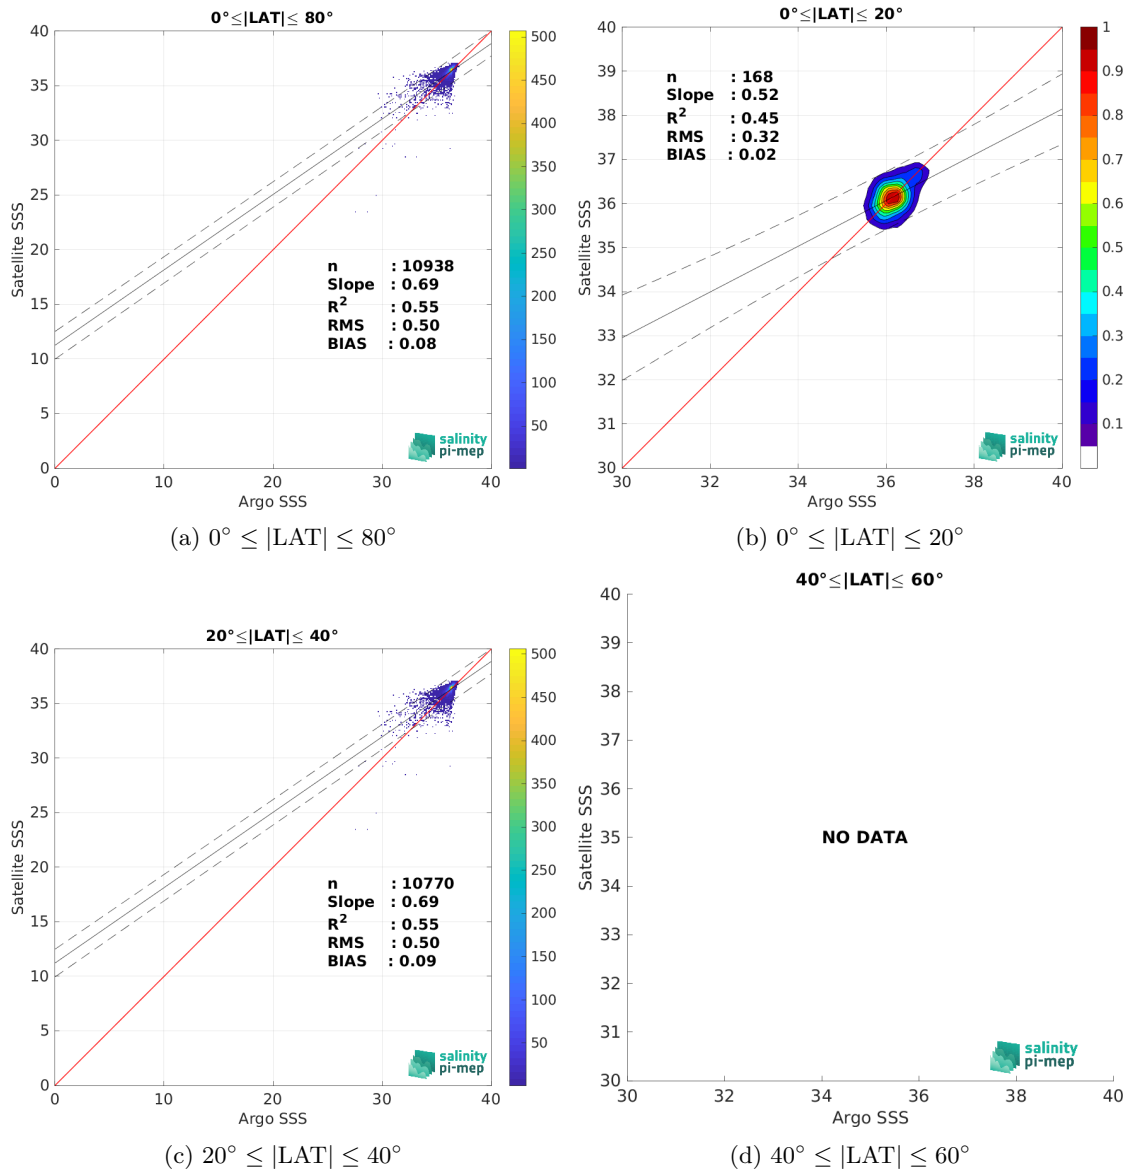 0°≤|LAT|≤ 80°
40
35
30
25
20
15
10
5
0
0
10
20
30
40
Satellite SSS
Argo SSS
n : 10938
Slope : 0.69
R² : 0.55
RMS : 0.50
BIAS : 0.08
salinity
pi-mep
500
450
400
350
300
250
200
150
100
50
(a) 0° ≤ |LAT| ≤ 80°
0°≤|LAT|≤ 20°
40
39
38
37
36
35
34
33
32
31
30
30
32
34
36
38
40
Satellite SSS
Argo SSS
n : 168
Slope : 0.52
R² : 0.45
RMS : 0.32
BIAS : 0.02
salinity
pi-mep
1
0.9
0.8
0.7
0.6
0.5
0.4
0.3
0.2
0.1
(b) 0° ≤ |LAT| ≤ 20°
20°≤|LAT|≤ 40°
40
35
30
25
20
15
10
5
0
0
10
20
30
40
Satellite SSS
Argo SSS
n : 10770
Slope : 0.69
R² : 0.55
RMS : 0.50
BIAS : 0.09
salinity
pi-mep
500
450
400
350
300
250
200
150
100
50
(c) 20° ≤ |LAT| ≤ 40°
40°≤|LAT|≤ 60°
40
39
38
37
36
35
34
33
32
31
30
30
32
34
36
38
40
Satellite SSS
Argo SSS
NO DATA
salinity
pi-mep
(d) 40° ≤ |LAT| ≤ 60°